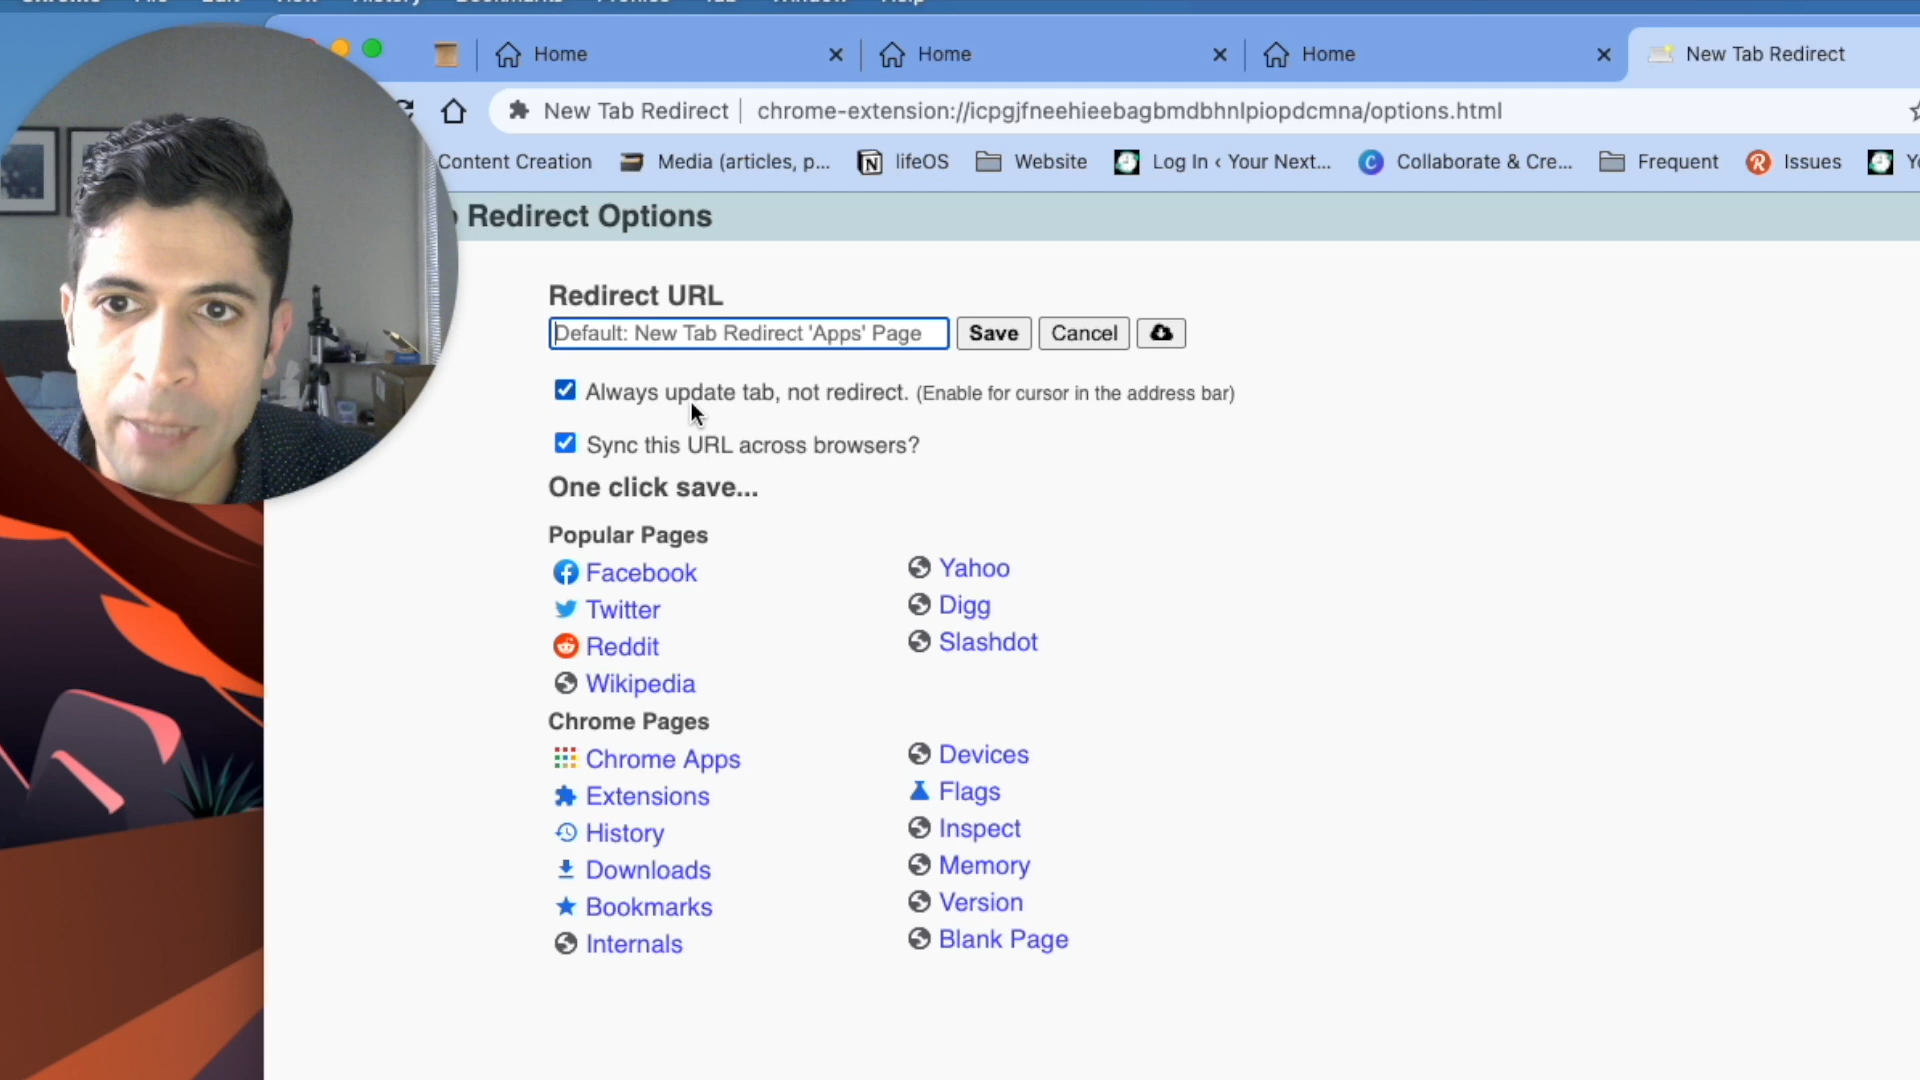 Home
Home
Home
New Tab Redirect
New Tab Redirect
chrome-extension://icpgjfneehieebagbmdbhnlpiopdcmna/options.html
Content Creation
Media (articles, p...
lifeOS
Website
Log In ‹ Your Next...
Collaborate & Cre...
Frequent
Issues
Redirect Options
Redirect URL
Default: New Tab Redirect 'Apps' Page
Save
Cancel
Always update tab, not redirect. (Enable for cursor in the address bar)
Sync this URL across browsers?
One click save...
Popular Pages
Facebook
Twitter
Reddit
Wikipedia
Yahoo
Digg
Slashdot
Chrome Pages
Chrome Apps
Extensions
History
Downloads
Bookmarks
Internals
Devices
Flags
Inspect
Memory
Version
Blank Page